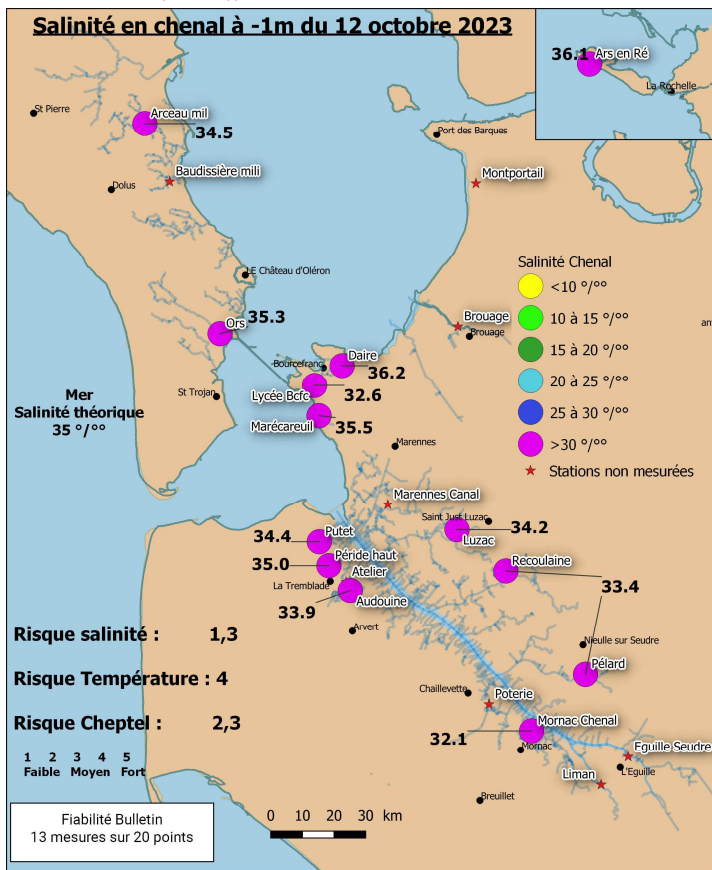 Salinité en chenal à -1m du 12 octobre 2023
36.1
Ars en Ré
La Rochelle
St Pierre
Arceau mil
34.5
Port des Barques
Baudissière mili
Dolus
Montportail
LE Château d'Oléron
Salinité Chenal
<10 °/°°
10 à 15 °/°°
15 à 20 °/°°
20 à 25 °/°°
25 à 30 °/°°
>30 °/°°
Stations non mesurées
Ors
35.3
Brouage
Brouage
ant
Daire
Bourcefranc
36.2
Lycée Bcfc
32.6
St Trojan
Mer
Salinité théorique
35 °/°°
Marécareuil
35.5
Marennes
Marennes Canal
Saint Just Luzac
34.2
Luzac
34.4
Putet
Péride haut
35.0
Atelier
La Tremblade
Audouine
33.9
Arvert
Recoulaine
33.4
Nieulle sur Seudre
Pélard
Chaillevette
Poterie
Mornac Chenal
32.1
Mornac
Eguille Seudre
L'Eguille
Liman
Breuillet
Risque salinité : 1,3
Risque Température : 4
Risque Cheptel : 2,3
1 2 3 4 5
Faible Moyen Fort
Fiabilité Bulletin
13 mesures sur 20 points
0 10 20 30 km